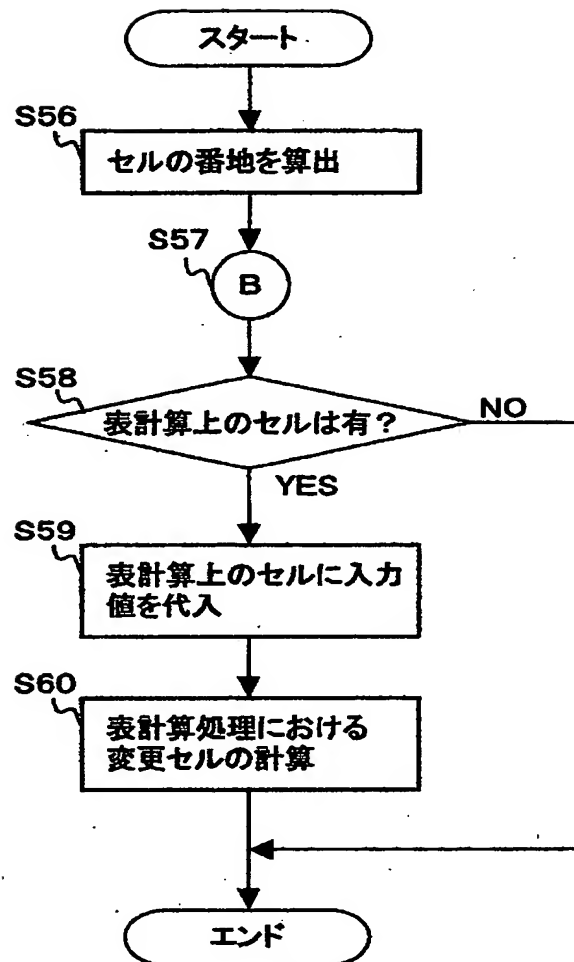 スタート
S56
セルの番地を算出
S57
B
S58
表計算上のセルは有？
NO
YES
S59
表計算上のセルに入力
値を代入
S60
表計算処理における
変更セルの計算
エンド